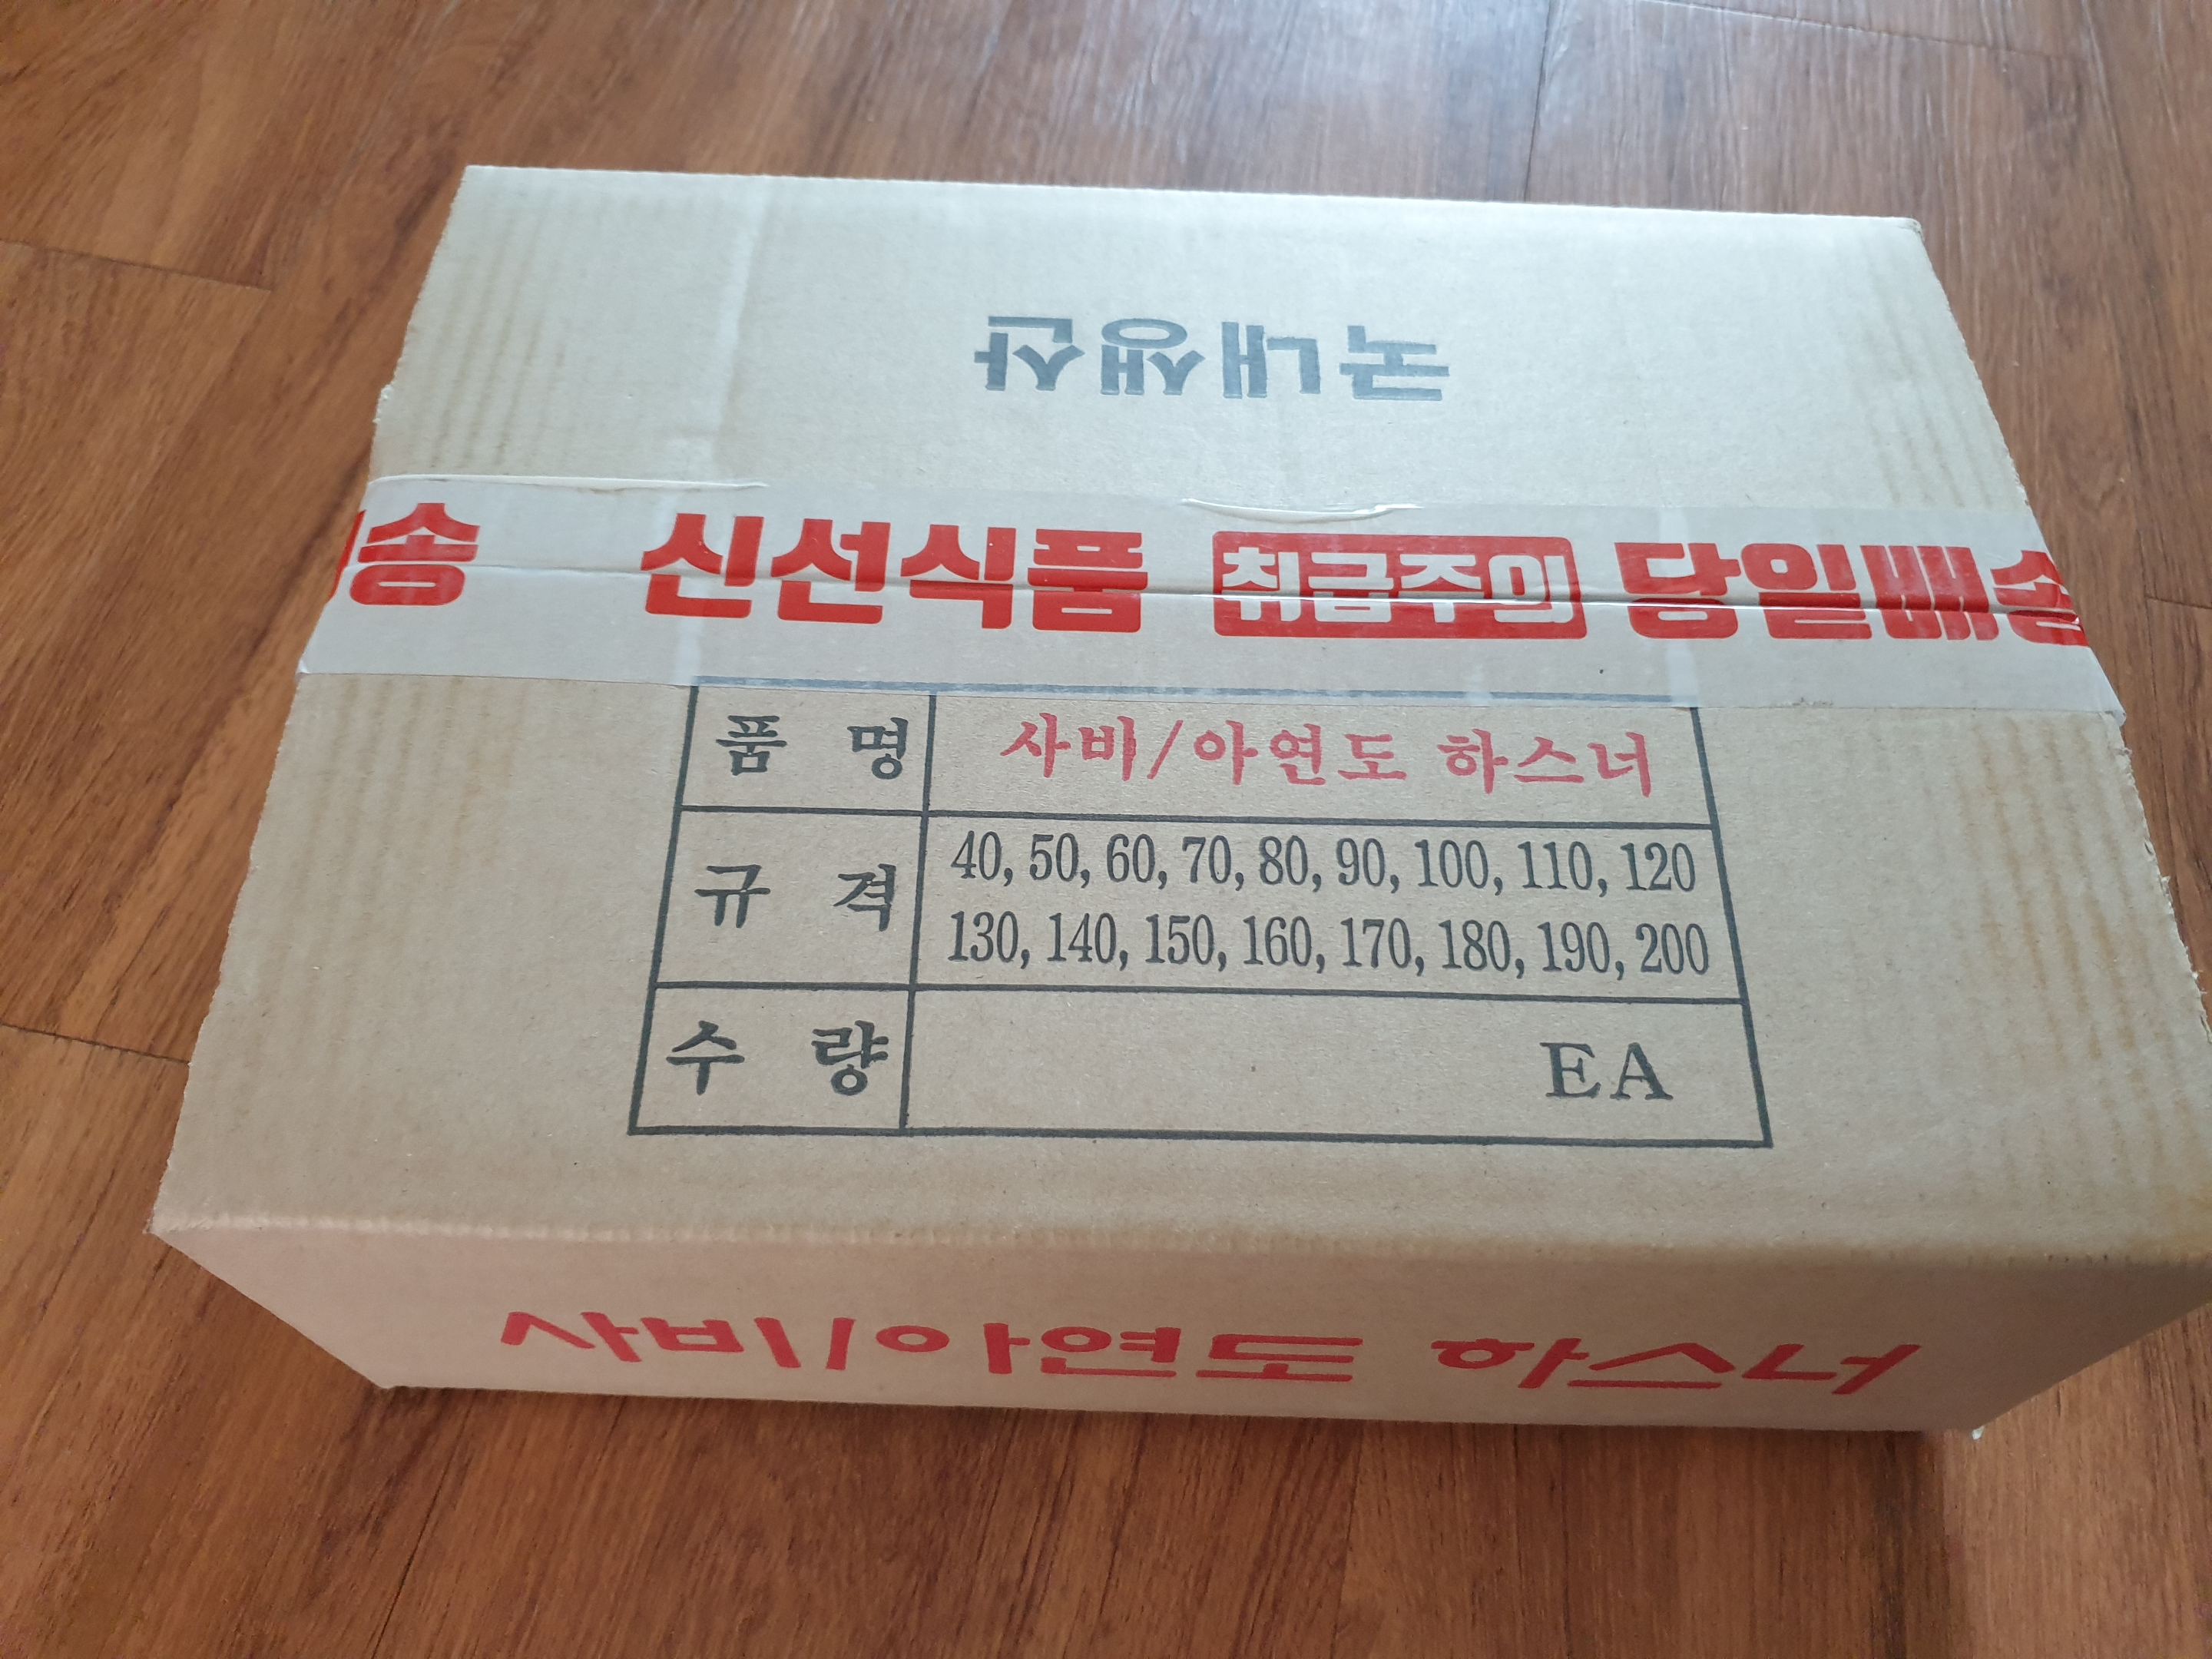 국내생산
배송 신선식품 취급주의 당일배송
품 명 사비/아연도 하스너
규 격 40, 50, 60, 70, 80, 90, 100, 110, 120
130, 140, 150, 160, 170, 180, 190, 200
수 량 EA
사비/아연도 하스너